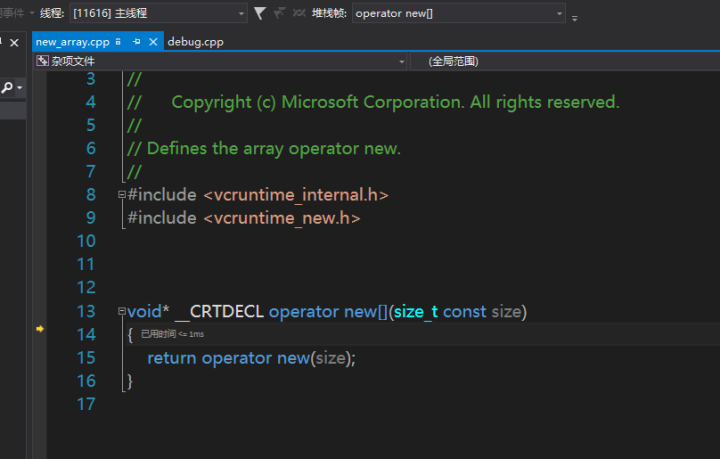 事件 线程: [11616] 主线程 堆栈帧: operator new[]
new_array.cpp debug.cpp
杂项文件 (全局范围)
3 //
4 // Copyright (c) Microsoft Corporation. All rights reserved.
5 //
6 // Defines the array operator new.
7 //
8 #include <vcruntime_internal.h>
9 #include <vcruntime_new.h>
10
11
12
13 void* __CRTDECL operator new[](size_t const size)
14 { 已用时间 <= 1ms
15 return operator new(size);
16 }
17